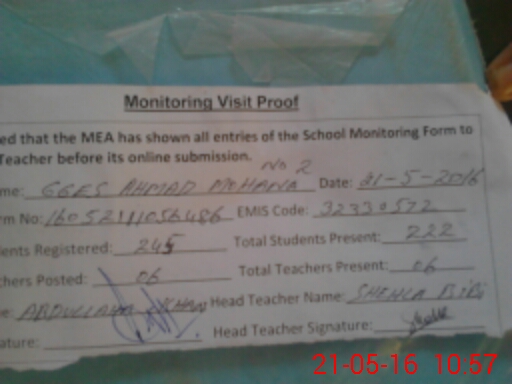 Monitoring Visit Proof
ed that the MEA has shown all entries of the School Monitoring Form to
Teacher before its online submission.
No 2
me: GGES AHMAD MOHANA Date: 21-5-2016
rm No: 16052111056486 EMIS Code: 32330572
ents Registered: 245 Total Students Present: 222
chers Posted: 06 Total Teachers Present: 06
e: ABDULLAH KHAN Head Teacher Name: SHEHLA BIBI
ature: Head Teacher Signature:
21-05-16 10:57